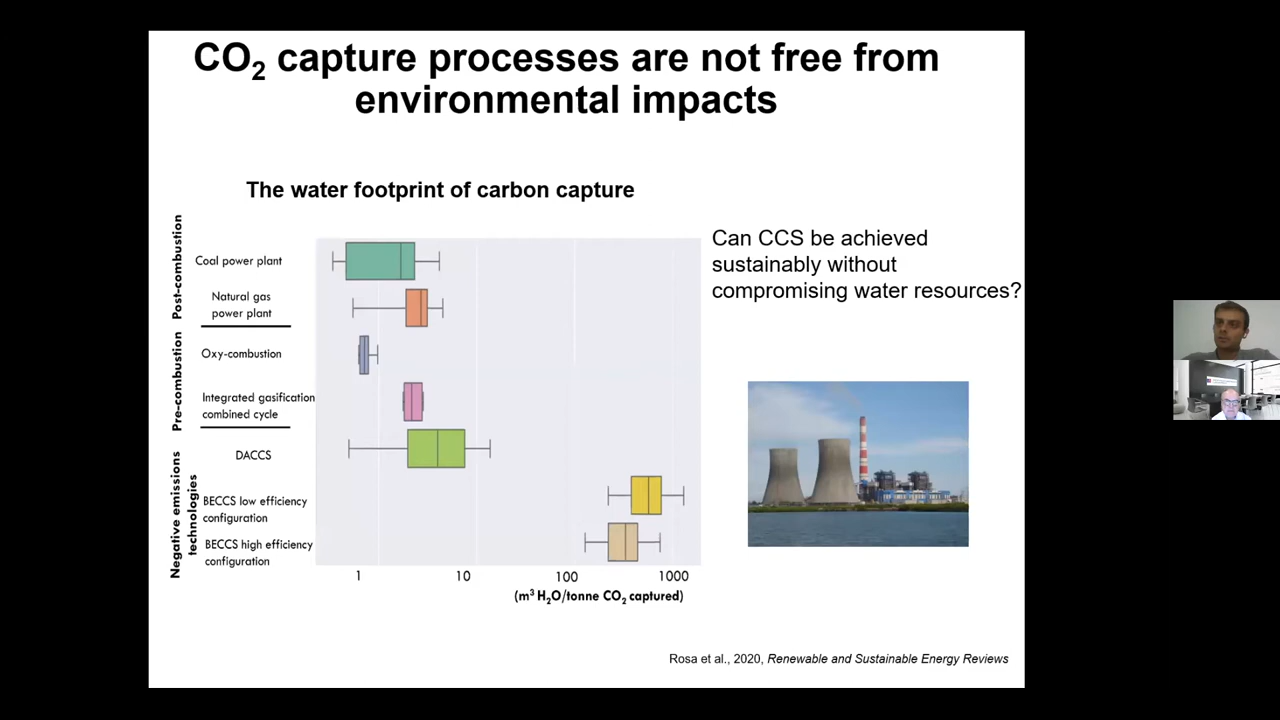 CO₂ capture processes are not free from
environmental impacts
The water footprint of carbon capture
Post-combustion
Coal power plant
Natural gas
power plant
Pre-combustion
Oxy-combustion
Integrated gasification
combined cycle
Negative emissions
technologies
DACCS
BECCS low efficiency
configuration
BECCS high efficiency
configuration
1 10 100 1000
(m³ H₂O/tonne CO₂ captured)
Can CCS be achieved
sustainably without
compromising water resources?
Rosa et al., 2020, Renewable and Sustainable Energy Reviews